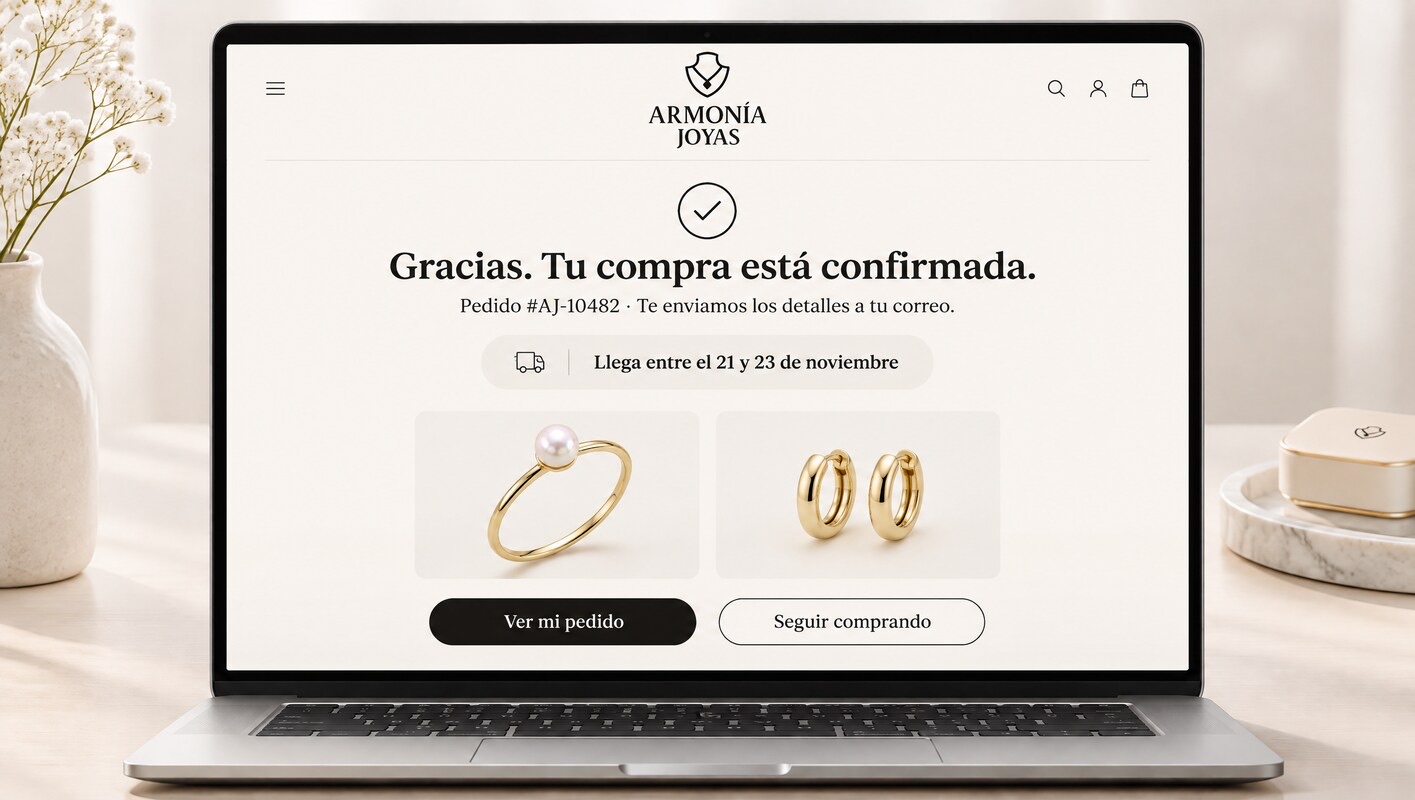 ARMONÍA
JOYAS
Gracias. Tu compra está confirmada.
Pedido #AJ-10482 · Te enviamos los detalles a tu correo.
Llega entre el 21 y 23 de noviembre
Ver mi pedido
Seguir comprando